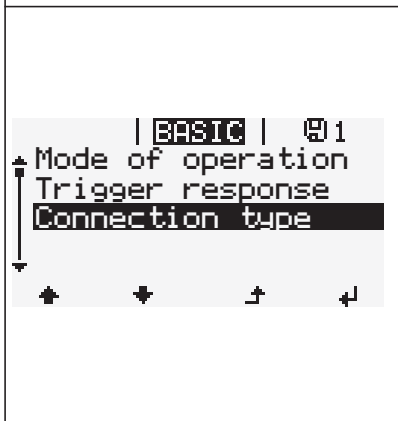 | BASIC | 1
Mode of operation
Trigger response
Connection type